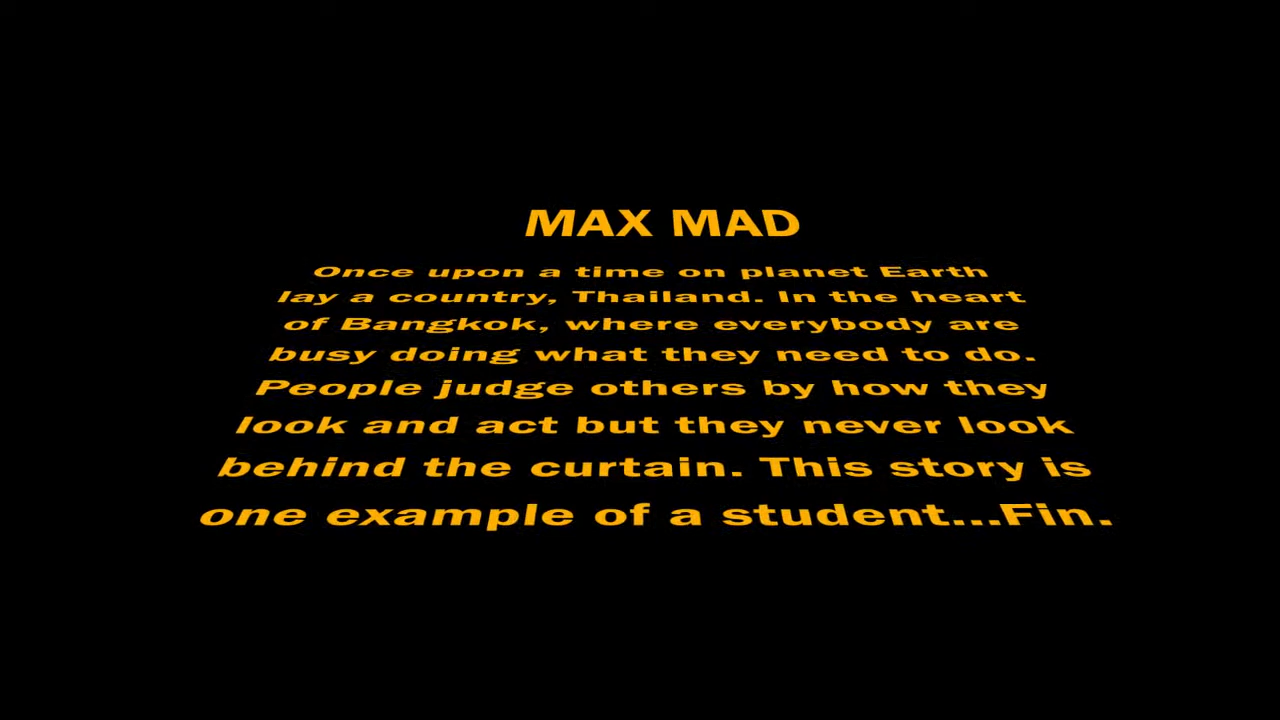 MAX MAD
Once upon a time on planet Earth
lay a country, Thailand. In the heart
of Bangkok, where everybody are
busy doing what they need to do.
People judge others by how they
look and act but they never look
behind the curtain. This story is
one example of a student...Fin.